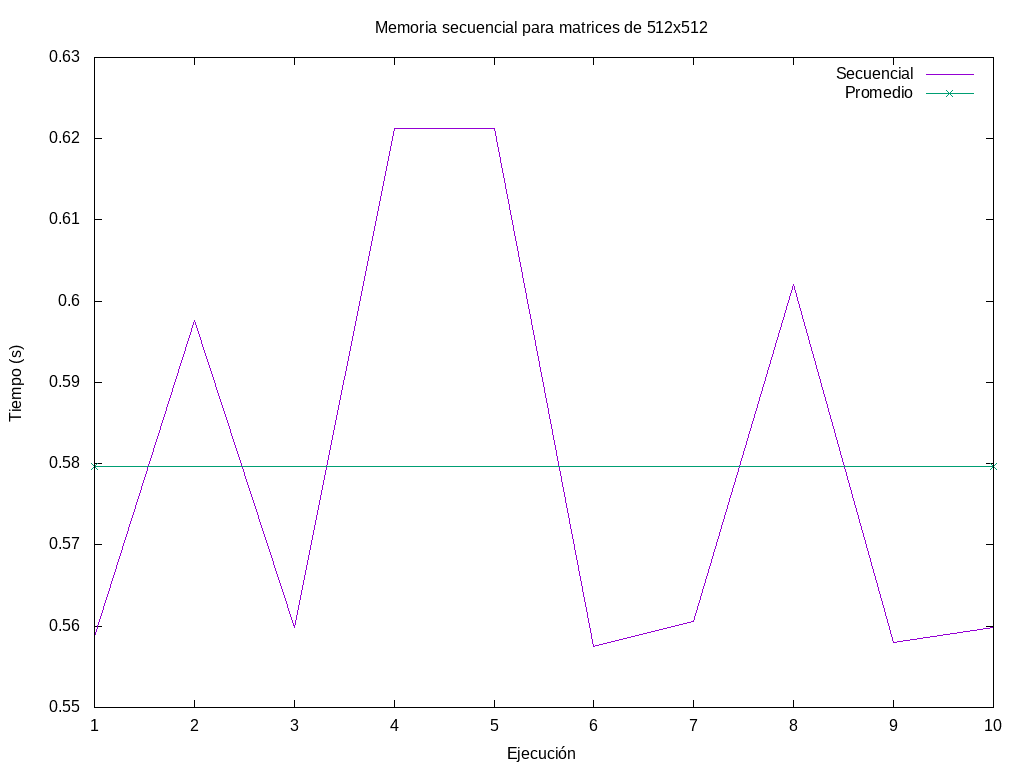 Memoria secuencial para matrices de 512x512
Secuencial
Promedio
0.63
0.62
0.61
0.6
0.59
0.58
0.57
0.56
0.55
Tiempo (s)
1 2 3 4 5 6 7 8 9 10
Ejecución